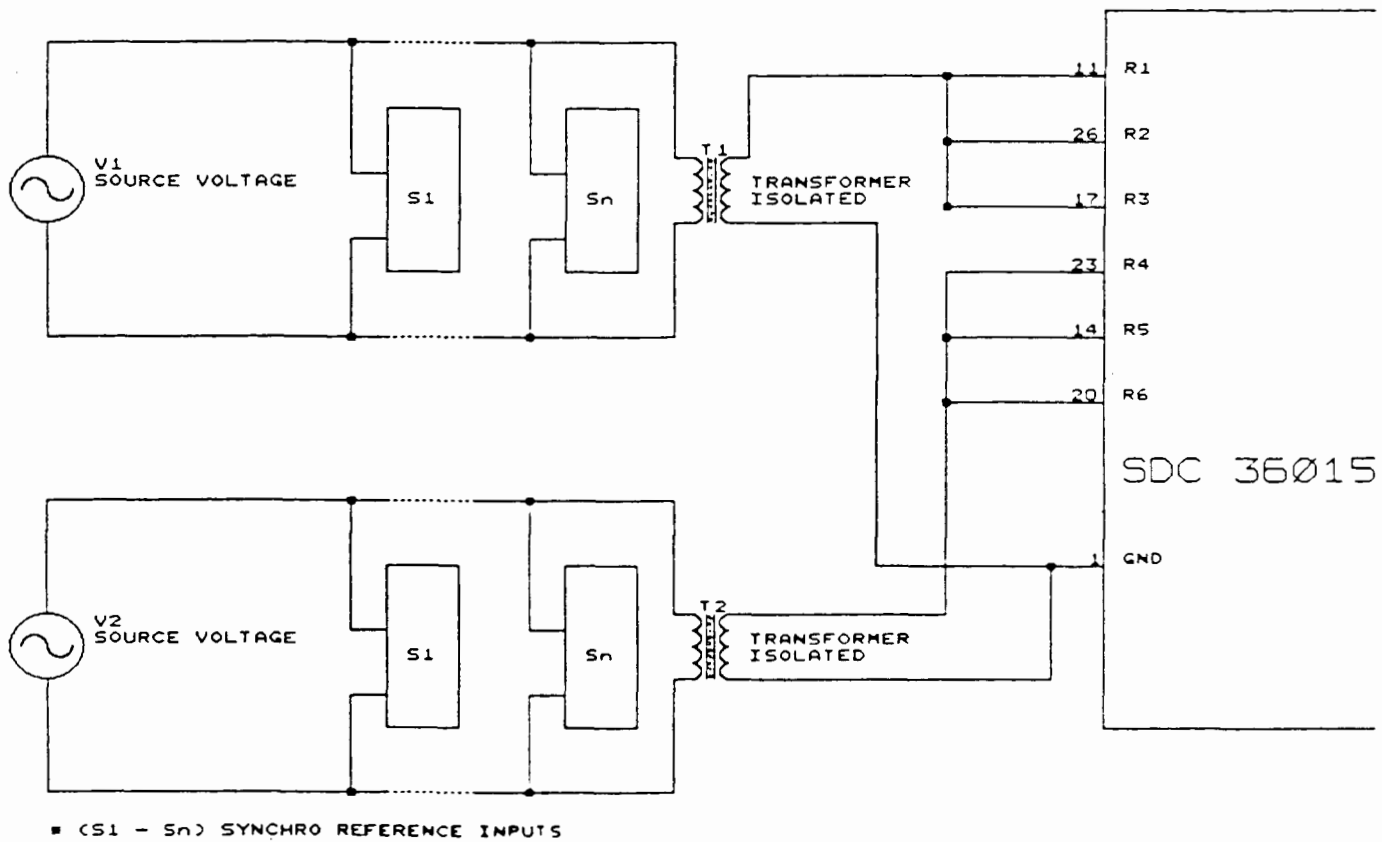 11 R1
26 R2
17 R3
23 R4
14 R5
20 R6
SDC 36015
1 GND
V1
SOURCE VOLTAGE
S1
Sn
T1
TRANSFORMER
ISOLATED
V2
SOURCE VOLTAGE
S1
Sn
T2
TRANSFORMER
ISOLATED
(S1 - Sn) SYNCHRO REFERENCE INPUTS